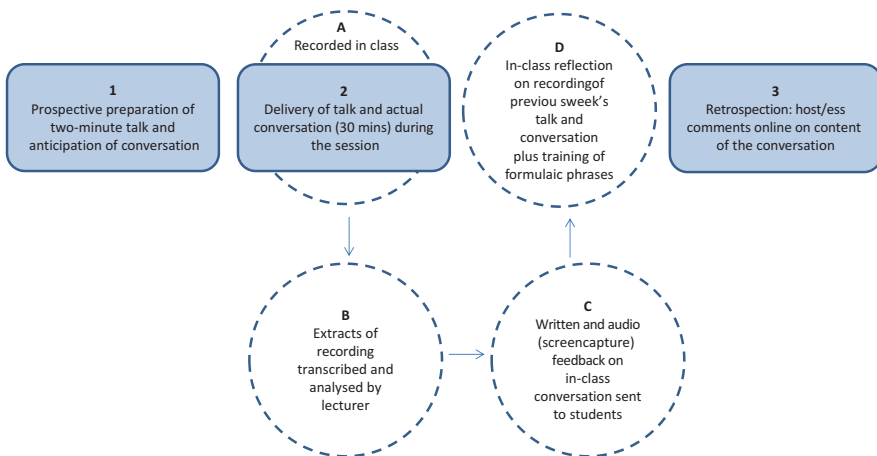 1
Prospective preparation of
two-minute talk and
anticipation of conversation
A
Recorded in class
2
Delivery of talk and actual
conversation (30 mins) during
the session
D
In-class reflection
on recordingof
previou sweek's
talk and
conversation
plus training of
formulaic phrases
3
Retrospection: host/ess
comments online on content
of the conversation
B
Extracts of
recording
transcribed and
analysed by
lecturer
C
Written and audio
(screencapture)
feedback on
in-class
conversation sent
to students